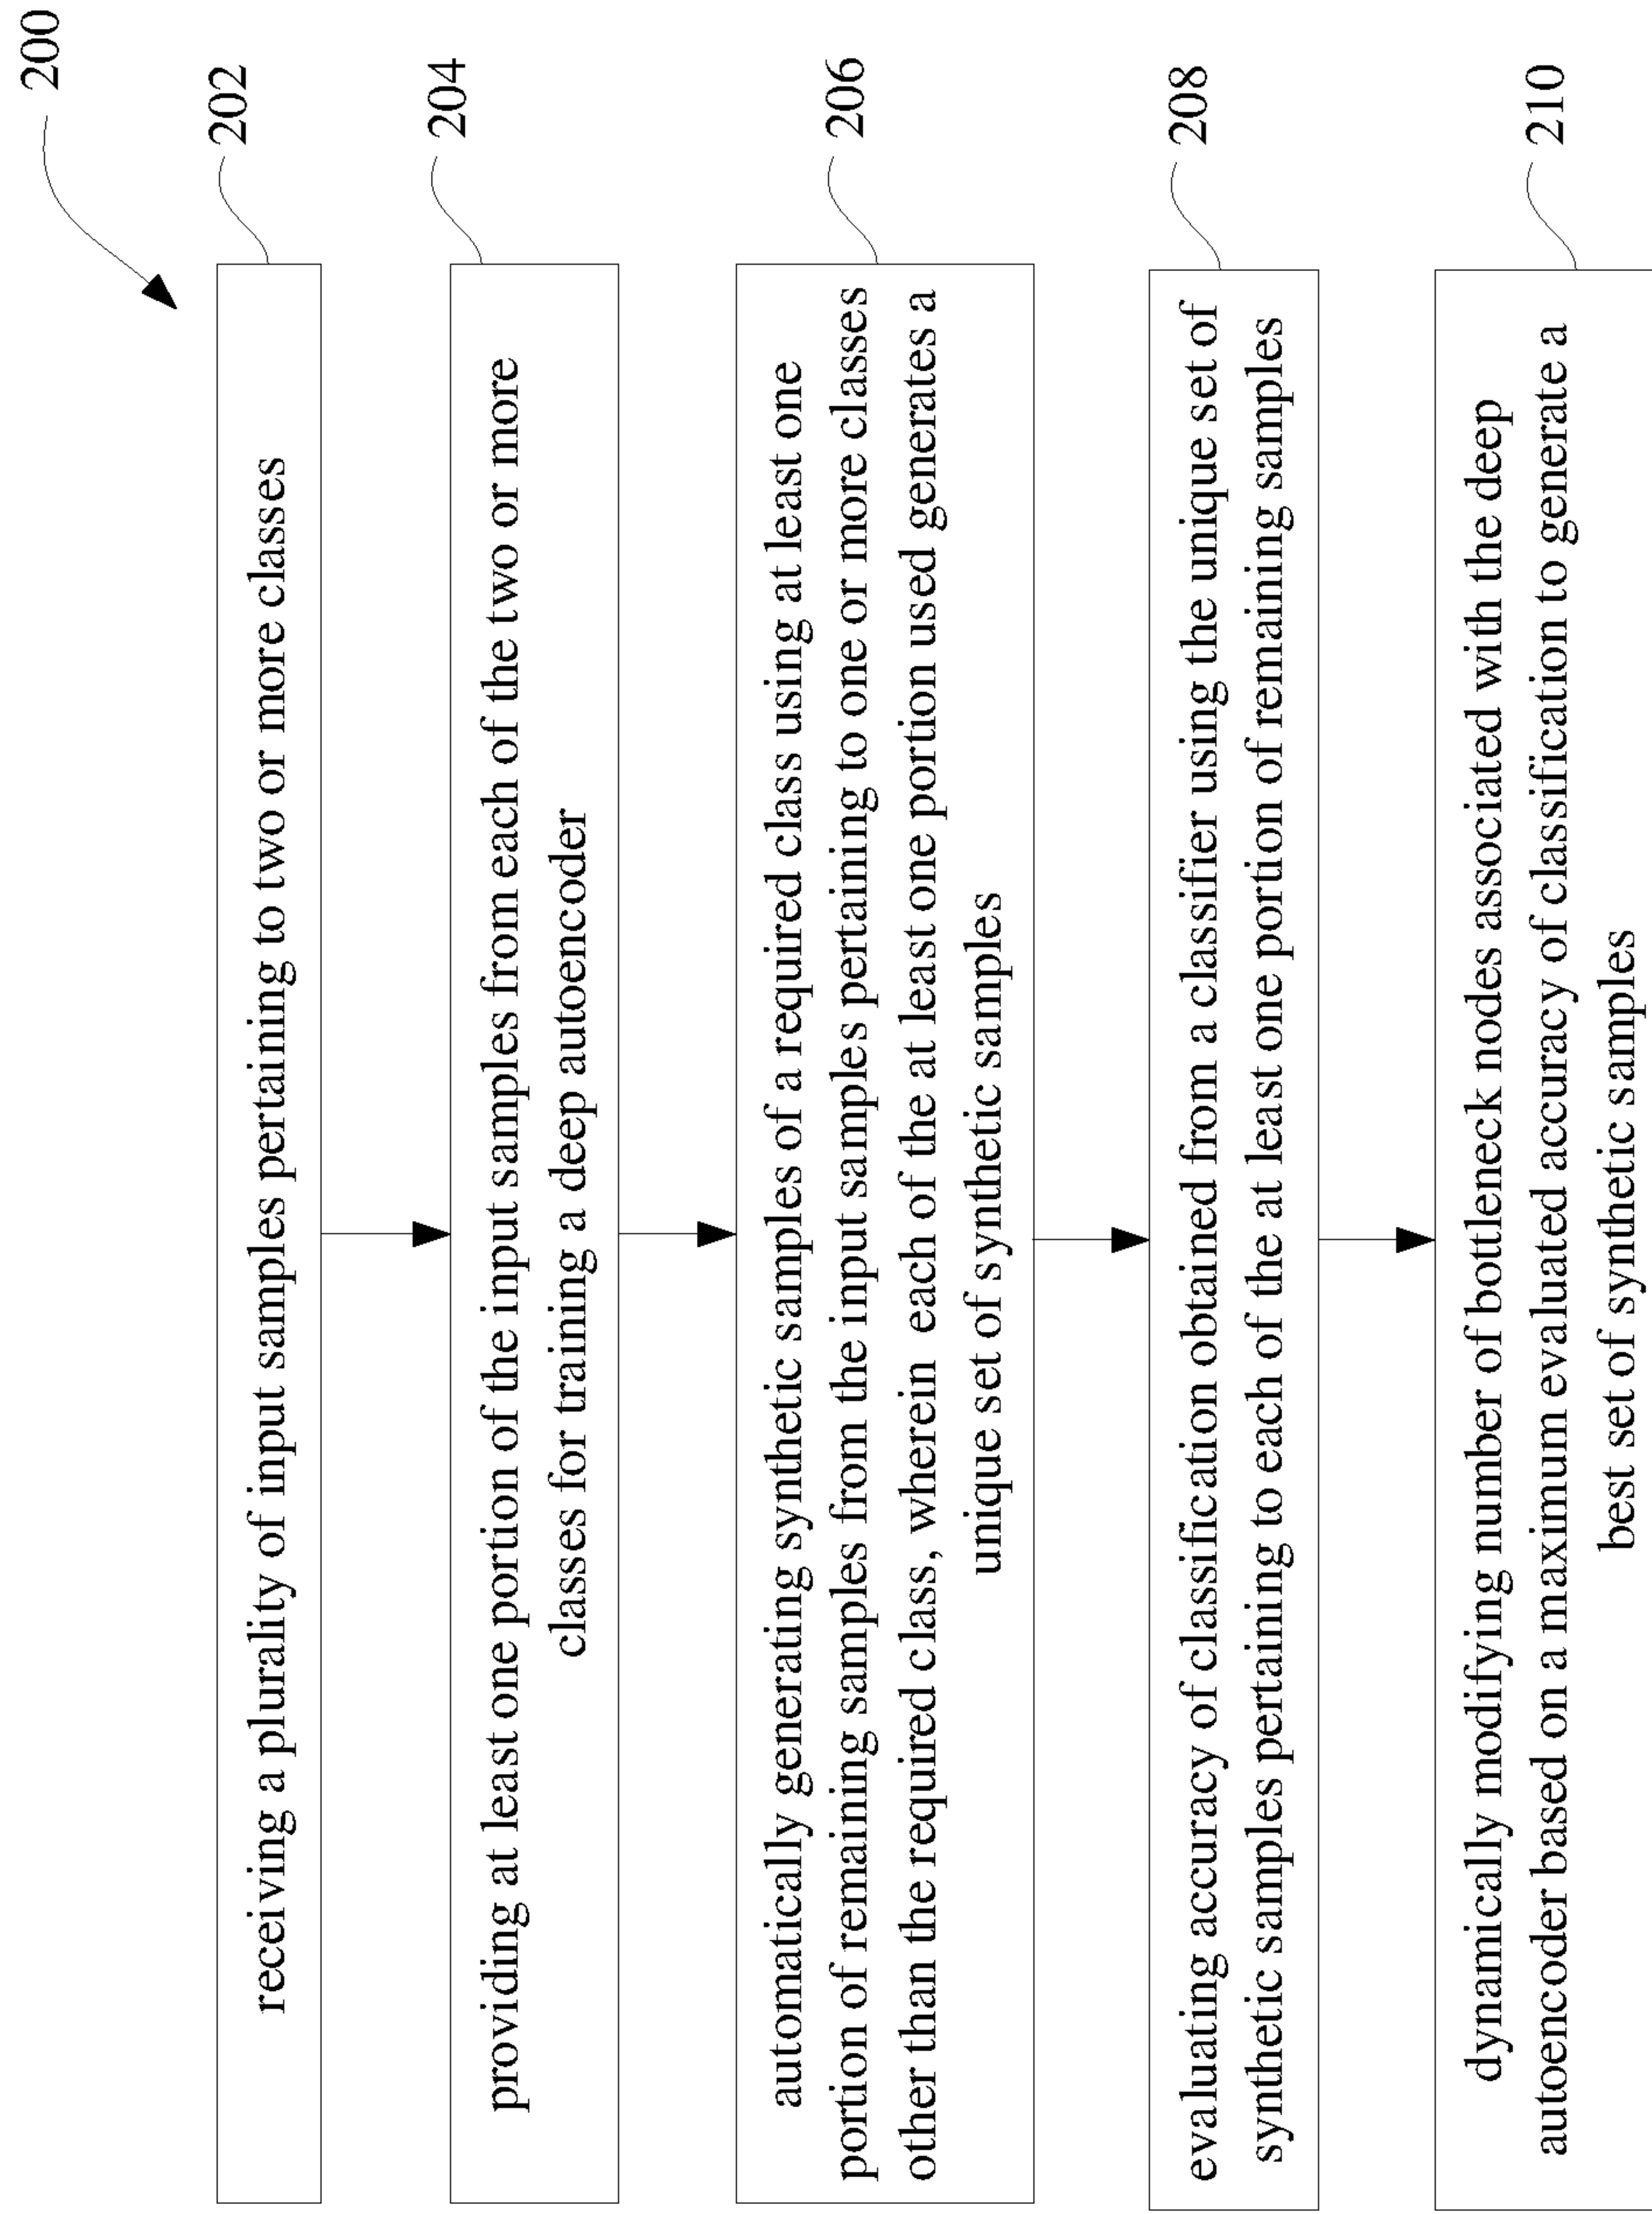 200
202
receiving a plurality of input samples pertaining to two or more classes
204
providing at least one portion of the input samples from each of the two or more
classes for training a deep autoencoder
206
automatically generating synthetic samples of a required class using at least one
portion of remaining samples from the input samples pertaining to one or more classes
other than the required class, wherein each of the at least one portion used generates a
unique set of synthetic samples
208
evaluating accuracy of classification obtained from a classifier using the unique set of
synthetic samples pertaining to each of the at least one portion of remaining samples
210
dynamically modifying number of bottleneck nodes associated with the deep
autoencoder based on a maximum evaluated accuracy of classification to generate a
best set of synthetic samples